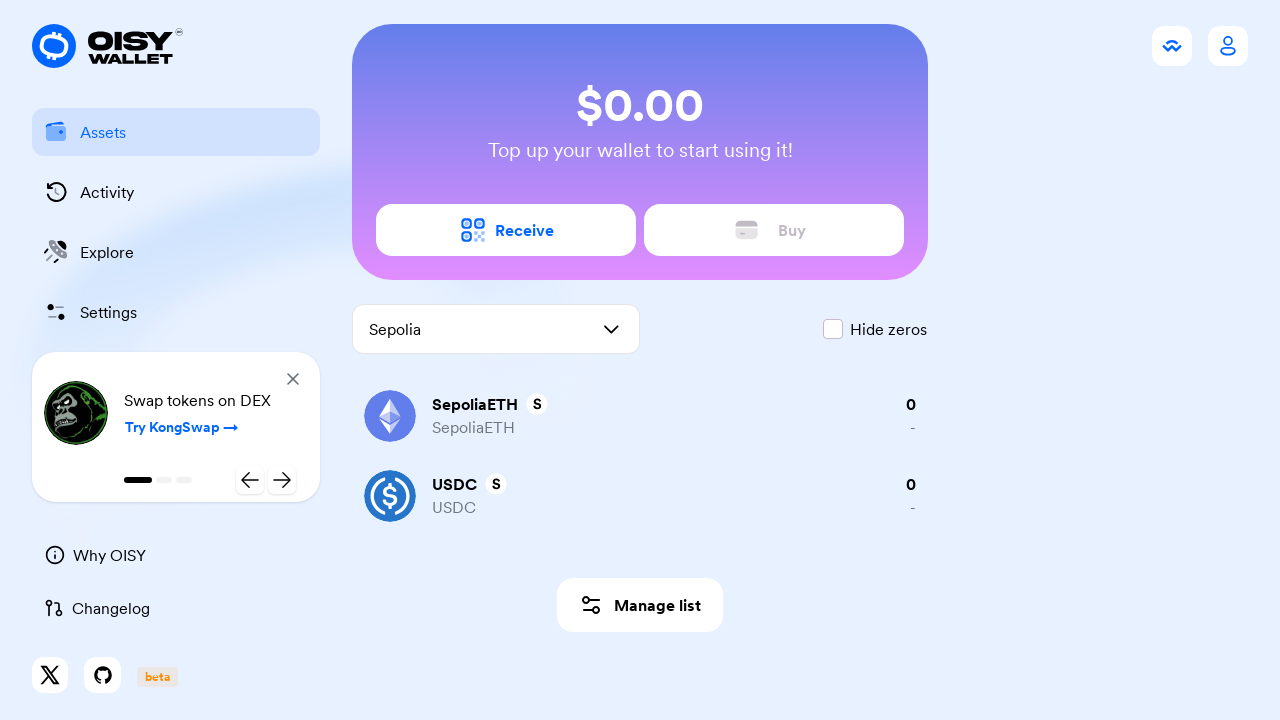 OISY
WALLET
Assets
Activity
Explore
Settings
Swap tokens on DEX
Try KongSwap →
Why OISY
Changelog
beta
$0.00
Top up your wallet to start using it!
Receive
Buy
Sepolia
Hide zeros
SepoliaETH S 0
SepoliaETH -
USDC S 0
USDC -
Manage list